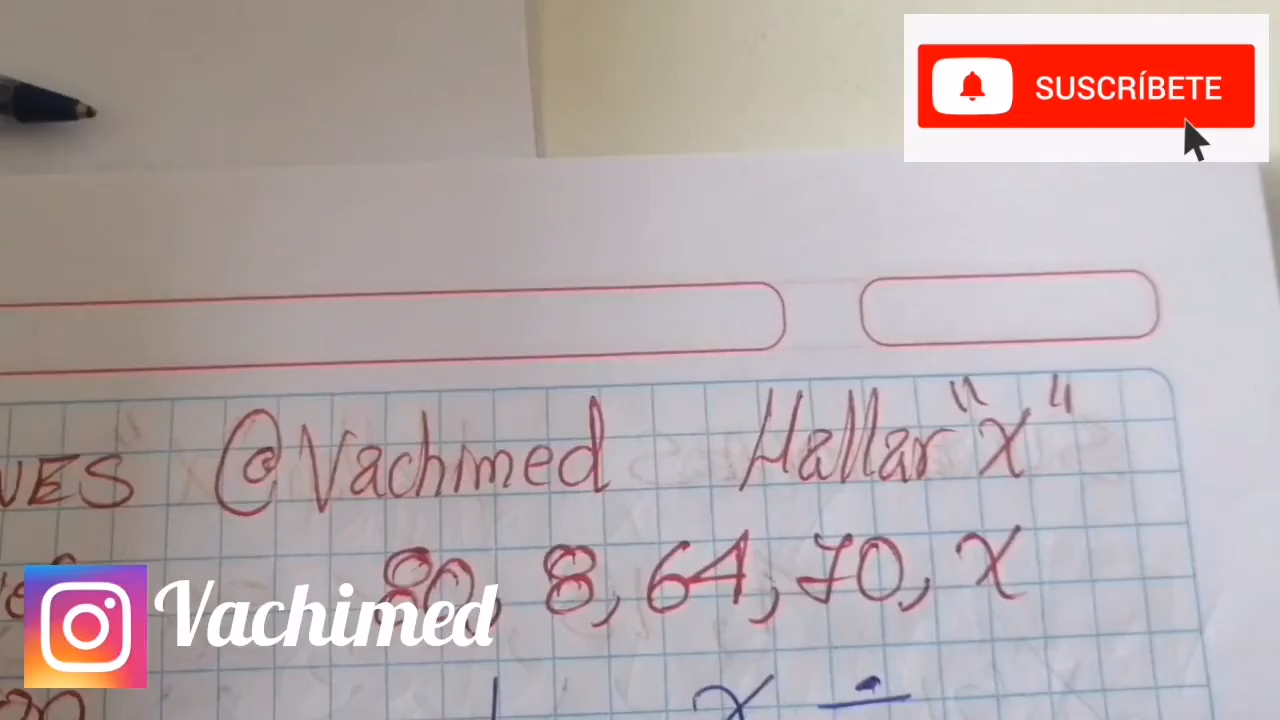 SUSCRÍBETE
VES @Vachimed Hallar "x"
80, 8, 64, 70, x
Vachimed
x ÷